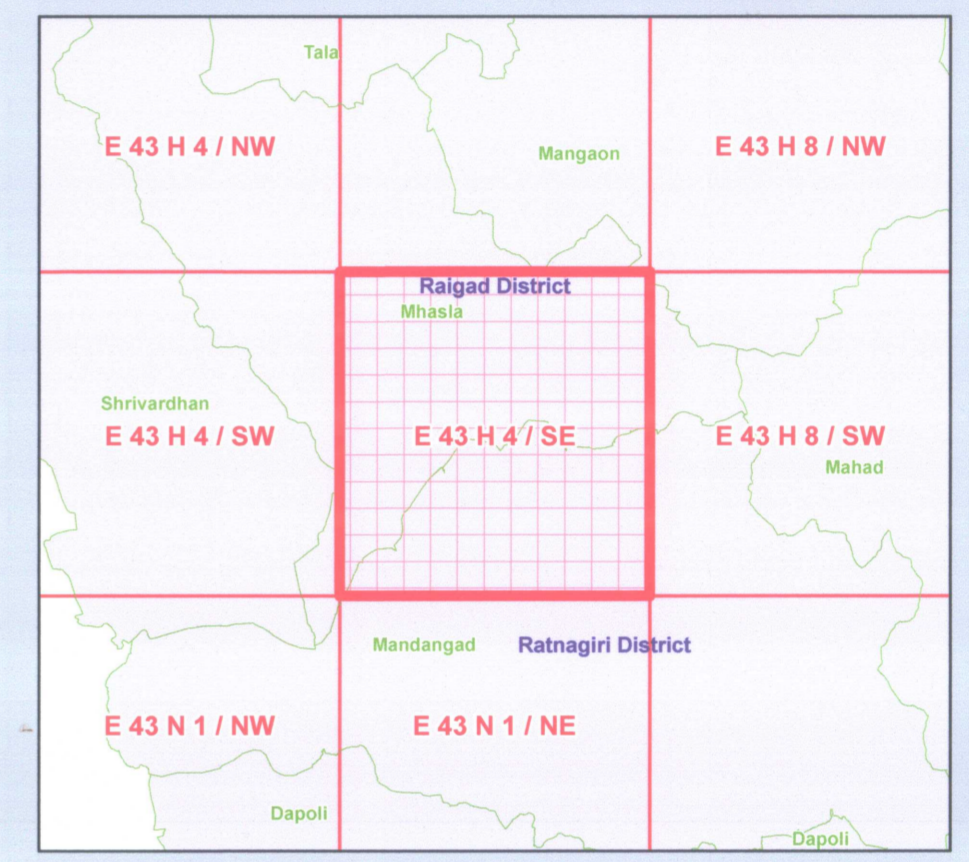 Tala
E 43 H 4 / NW
Mangaon
E 43 H 8 / NW
Raigad District
Mhasla
Shrivardhan
E 43 H 4 / SW
E 43 H 4 / SE
E 43 H 8 / SW
Mahad
Mandangad
Ratnagiri District
E 43 N 1 / NW
E 43 N 1 / NE
Dapoli
Dapoli